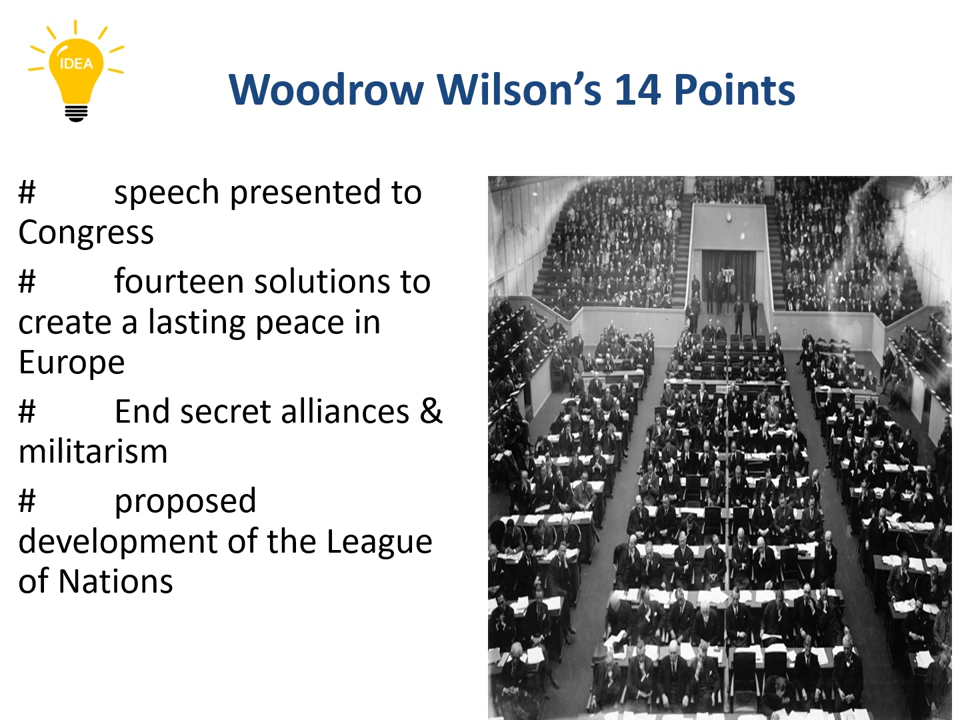 IDEA
Woodrow Wilson’s 14 Points
# speech presented to
Congress
# fourteen solutions to
create a lasting peace in
Europe
# End secret alliances &
militarism
# proposed
development of the League
of Nations